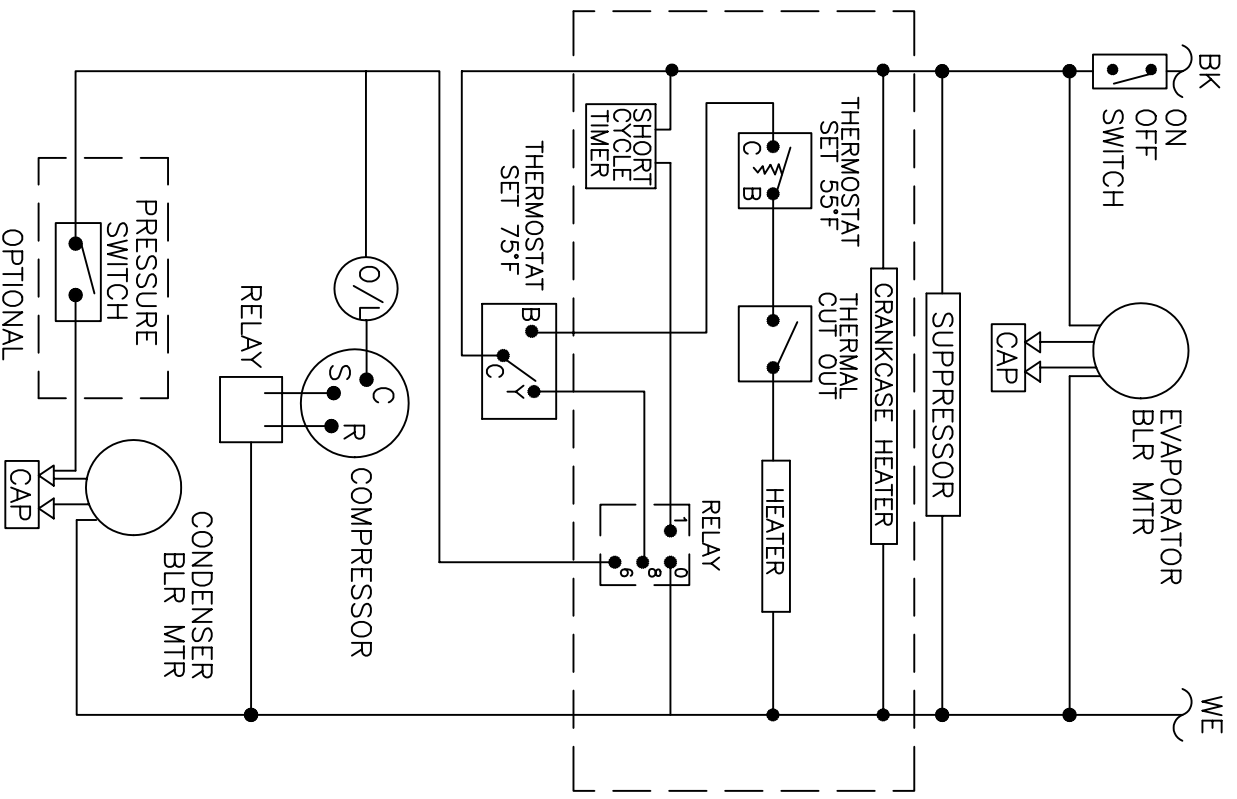 BK
ON
OFF
SWITCH
WE
EVAPORATOR
BLR MTR
CAP
SUPPRESSOR
CRANKCASE HEATER
THERMOSTAT
SET 55°F
C
B
THERMAL
CUT OUT
HEATER
SHORT
CYCLE
TIMER
RELAY
1
0
8
6
THERMOSTAT
SET 75°F
B
C
Y
O/L
COMPRESSOR
C
S
R
RELAY
PRESSURE
SWITCH
OPTIONAL
CONDENSER
BLR MTR
CAP